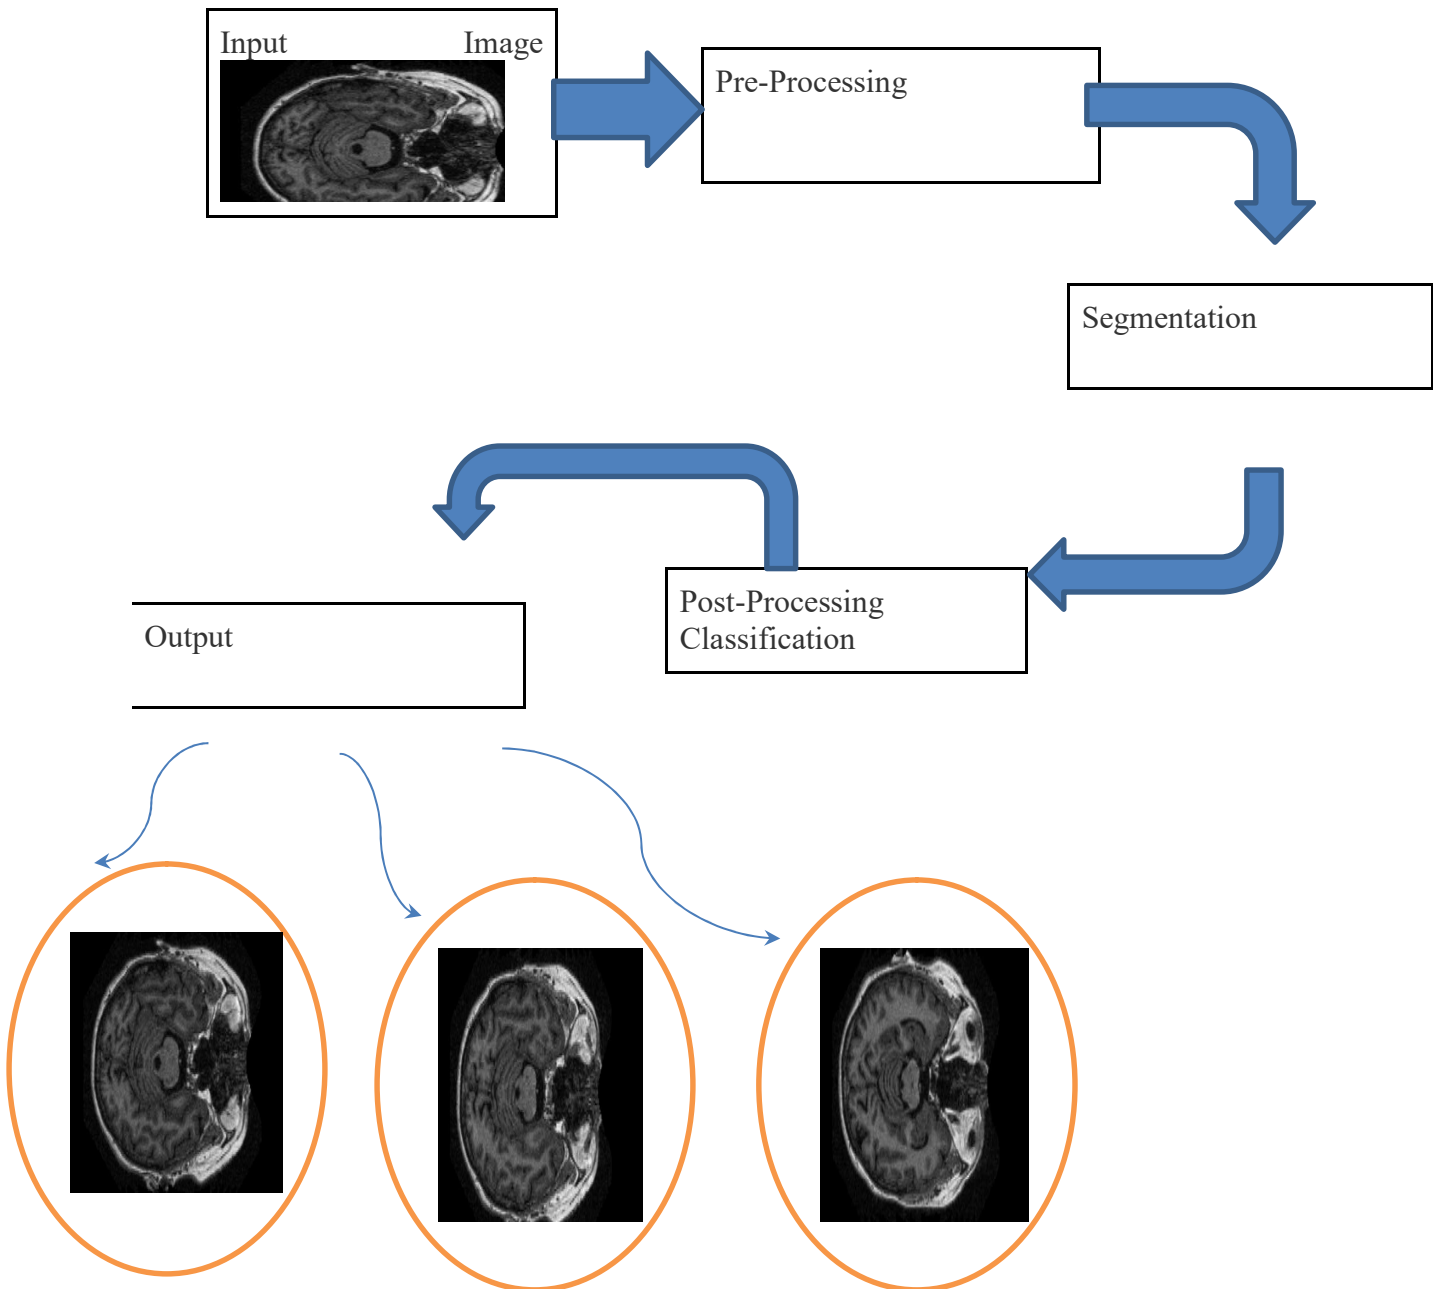 Input Image
Pre-Processing
Segmentation
Post-Processing
Classification
Output